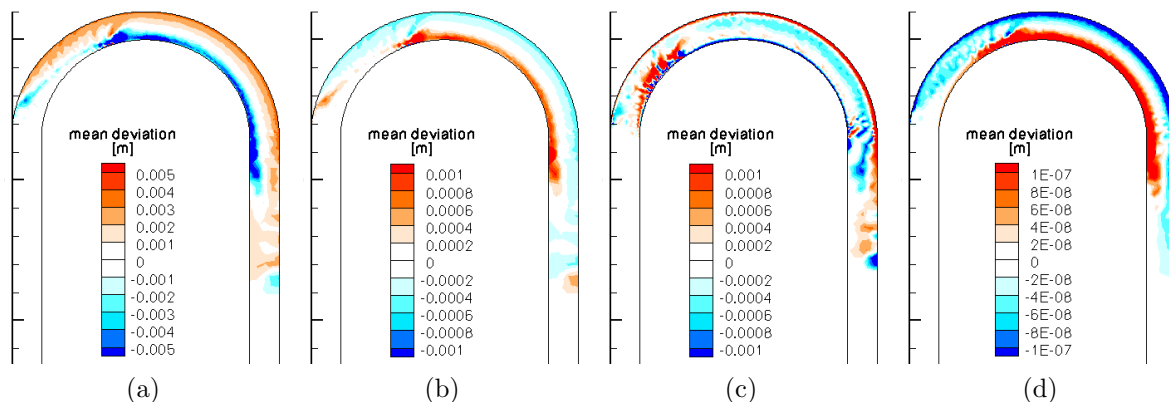 mean deviation
[m]
0.005
0.004
0.003
0.002
0.001
0
-0.001
-0.002
-0.003
-0.004
-0.005
(a)
mean deviation
[m]
0.001
0.0008
0.0006
0.0004
0.0002
0
-0.0002
-0.0004
-0.0006
-0.0008
-0.001
(b)
mean deviation
[m]
0.001
0.0008
0.0006
0.0004
0.0002
0
-0.0002
-0.0004
-0.0006
-0.0008
-0.001
(c)
mean deviation
[m]
1E-07
8E-08
6E-08
4E-08
2E-08
0
-2E-08
-4E-08
-6E-08
-8E-08
-1E-07
(d)